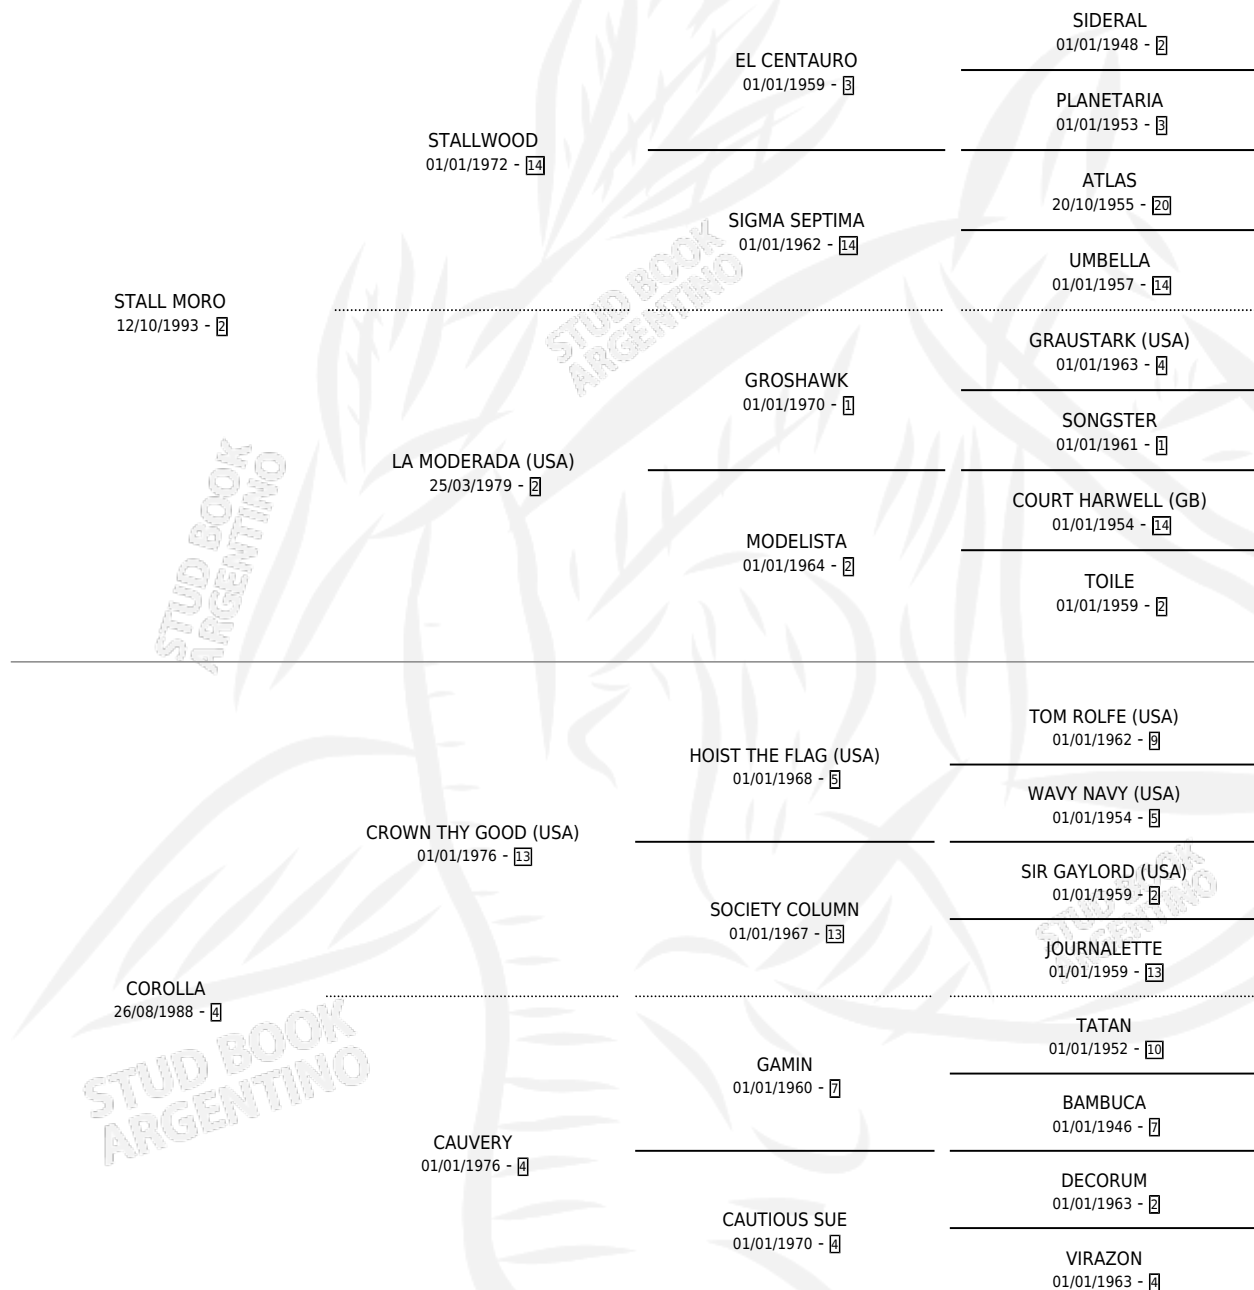 SIDERAL
01/01/1948 - 2
EL CENTAURO
01/01/1959 - 3
PLANETARIA
01/01/1953 - 3
STALLWOOD
01/01/1972 - 14
ATLAS
20/10/1955 - 20
SIGMA SEPTIMA
01/01/1962 - 14
UMBELLA
01/01/1957 - 14
STALL MORO
12/10/1993 - 2
GRAUSTARK (USA)
01/01/1963 - 4
GROSHAWK
01/01/1970 - 1
SONGSTER
01/01/1961 - 1
LA MODERADA (USA)
25/03/1979 - 2
COURT HARWELL (GB)
01/01/1954 - 14
MODELISTA
01/01/1964 - 2
TOILE
01/01/1959 - 2
TOM ROLFE (USA)
01/01/1962 - 9
HOIST THE FLAG (USA)
01/01/1968 - 5
WAVY NAVY (USA)
01/01/1954 - 5
CROWN THY GOOD (USA)
01/01/1976 - 13
SIR GAYLORD (USA)
01/01/1959 - 2
SOCIETY COLUMN
01/01/1967 - 13
JOURNALETTE
01/01/1959 - 13
COROLLA
26/08/1988 - 4
TATAN
01/01/1952 - 10
GAMIN
01/01/1960 - 7
BAMBUCA
01/01/1946 - 7
CAUVERY
01/01/1976 - 4
DECORUM
01/01/1963 - 2
CAUTIOUS SUE
01/01/1970 - 4
VIRAZON
01/01/1963 - 4
STUD BOOK
ARGENTINO
STUD BOOK
ARGENTINO
STUD BOOK
ARGENTINO
STUD BOOK
ARGENTINO